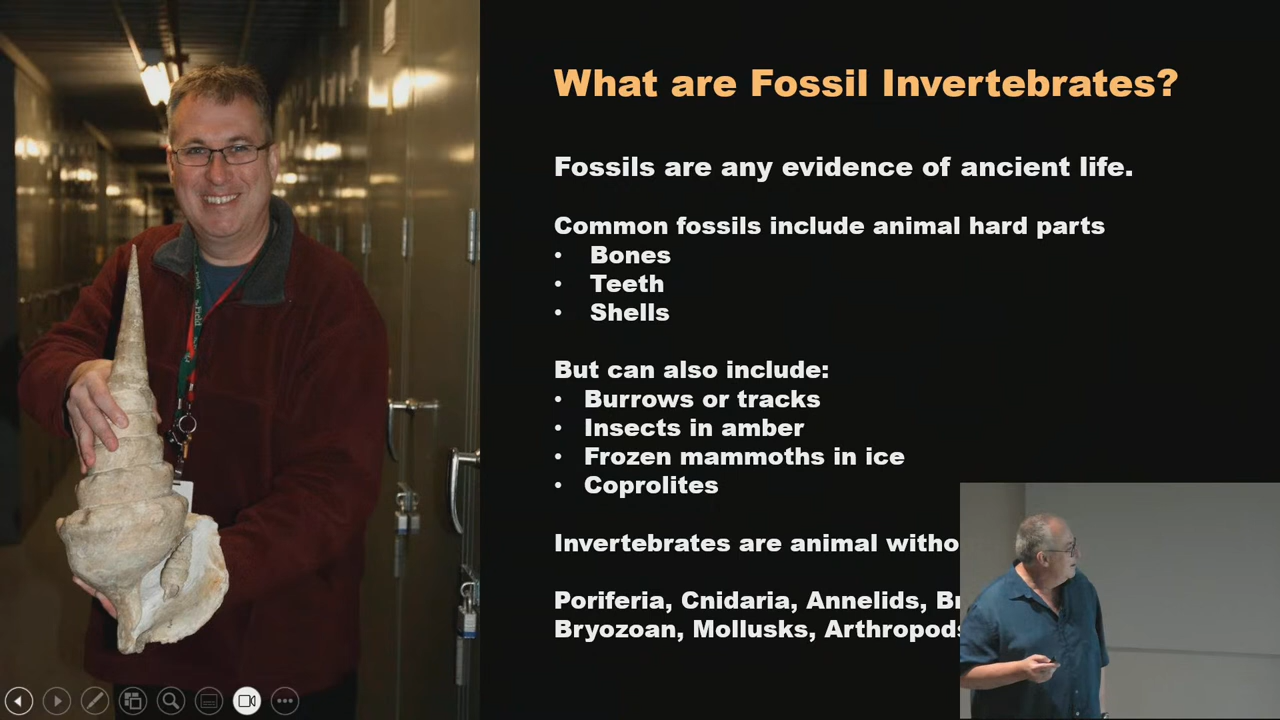 What are Fossil Invertebrates?
Fossils are any evidence of ancient life.
Common fossils include animal hard parts
• Bones
• Teeth
• Shells
But can also include:
• Burrows or tracks
• Insects in amber
• Frozen mammoths in ice
• Coprolites
Invertebrates are animal witho
Poriferia, Cnidaria, Annelids, Br
Bryozoan, Mollusks, Arthropods